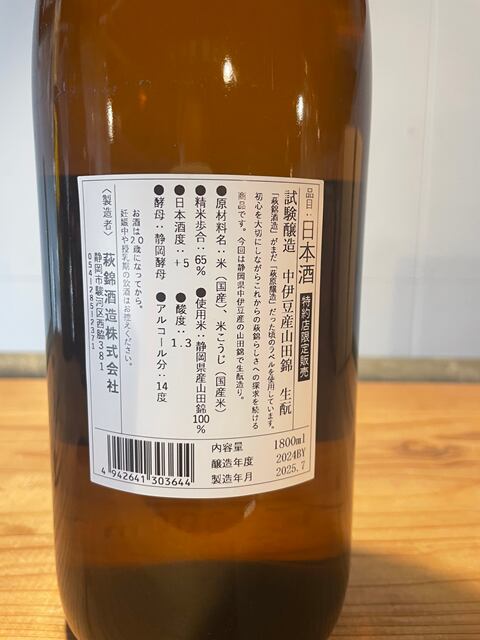 品目：日本酒 特約店限定販売
試験醸造 中伊豆産山田錦 生酛
「萩錦酒造」がまだ「萩原醸造」だった頃のラベルを使用しています。
初心を大切にしながらこれからの萩錦らしさへの探求を続ける
商品です。今回は静岡県中伊豆産の山田錦で生酛造り。
●原材料名：米（国産）、米こうじ（国産米）
●精米歩合：65％ ●使用米：静岡県産山田錦100％
●日本酒度：＋5 ●酸度：1.3
●酵母：静岡酵母 ●アルコール分：14度
お酒は20歳になってから。
妊娠中や授乳期の飲酒はお控えください。
〈製造者〉 萩錦酒造株式会社
静岡市駿河区西脇381
054-285-2371
内容量 1800ml
醸造年度 2024BY
製造年月 2025.7
4 942641 303644